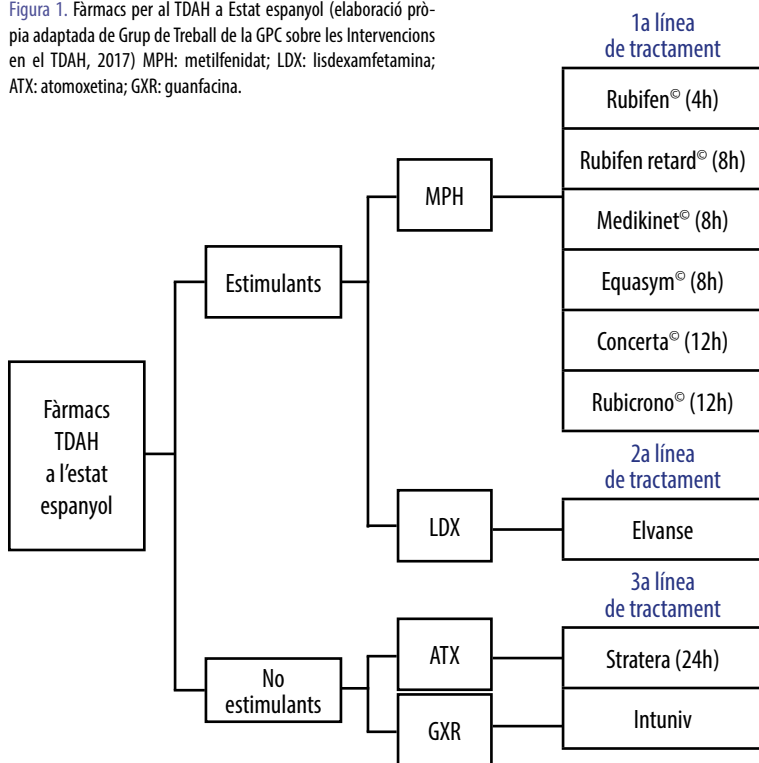 Figura 1. Fàrmacs per al TDAH a Estat espanyol (elaboració prò-
pia adaptada de Grup de Treball de la GPC sobre les Intervencions
en el TDAH, 2017) MPH: metilfenidat; LDX: lisdexamfetamina;
ATX: atomoxetina; GXR: guanfacina.
1a línea
de tractament
Rubifen© (4h)
Rubifen retard© (8h)
MPH
Medikinet© (8h)
Estimulants
Equasym© (8h)
Concerta© (12h)
Rubicrono© (12h)
Fàrmacs
TDAH
a l'estat
espanyol
2a línea
de tractament
LDX
Elvanse
3a línea
de tractament
ATX
Stratera (24h)
No
estimulants
GXR
Intuniv